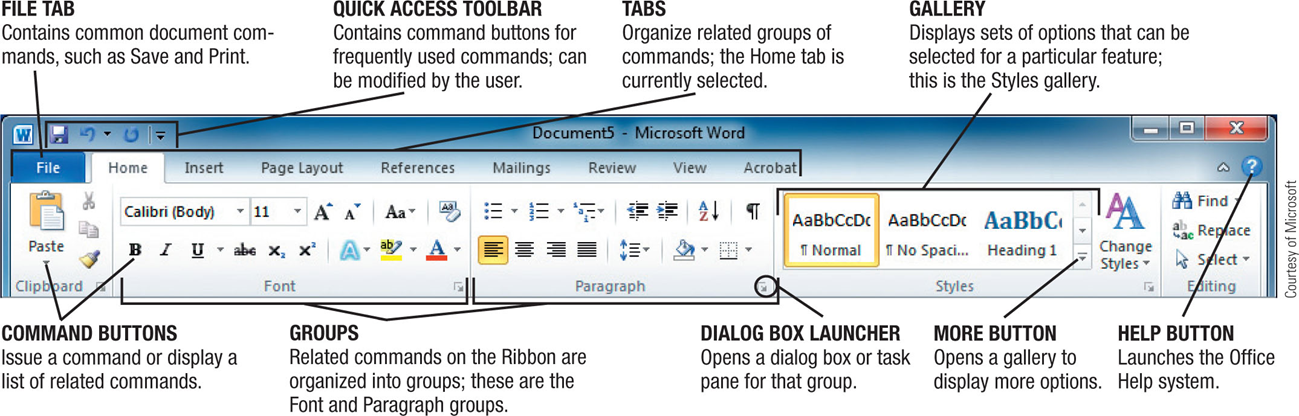 FILE TAB
Contains common document com-
mands, such as Save and Print.
QUICK ACCESS TOOLBAR
Contains command buttons for
frequently used commands; can
be modified by the user.
TABS
Organize related groups of
commands; the Home tab is
currently selected.
GALLERY
Displays sets of options that can be
selected for a particular feature;
this is the Styles gallery.
W
Document5 - Microsoft Word
File Home Insert Page Layout References Mailings Review View Acrobat
?
Paste
Clipboard
Calibri (Body) 11 A A Aa
B I U abc X₂ X² A ab A
Font
A Z ¶
Paragraph
AaBbCcDc AaBbCcDc AaBbC
¶ Normal ¶ No Spaci... Heading 1
A A
Change
Styles
Styles
Find
Replace
Select
Editing
Courtesy of Microsoft
COMMAND BUTTONS
Issue a command or display a
list of related commands.
GROUPS
Related commands on the Ribbon are
organized into groups; these are the
Font and Paragraph groups.
DIALOG BOX LAUNCHER
Opens a dialog box or task
pane for that group.
MORE BUTTON
Opens a gallery to
display more options.
HELP BUTTON
Launches the Office
Help system.